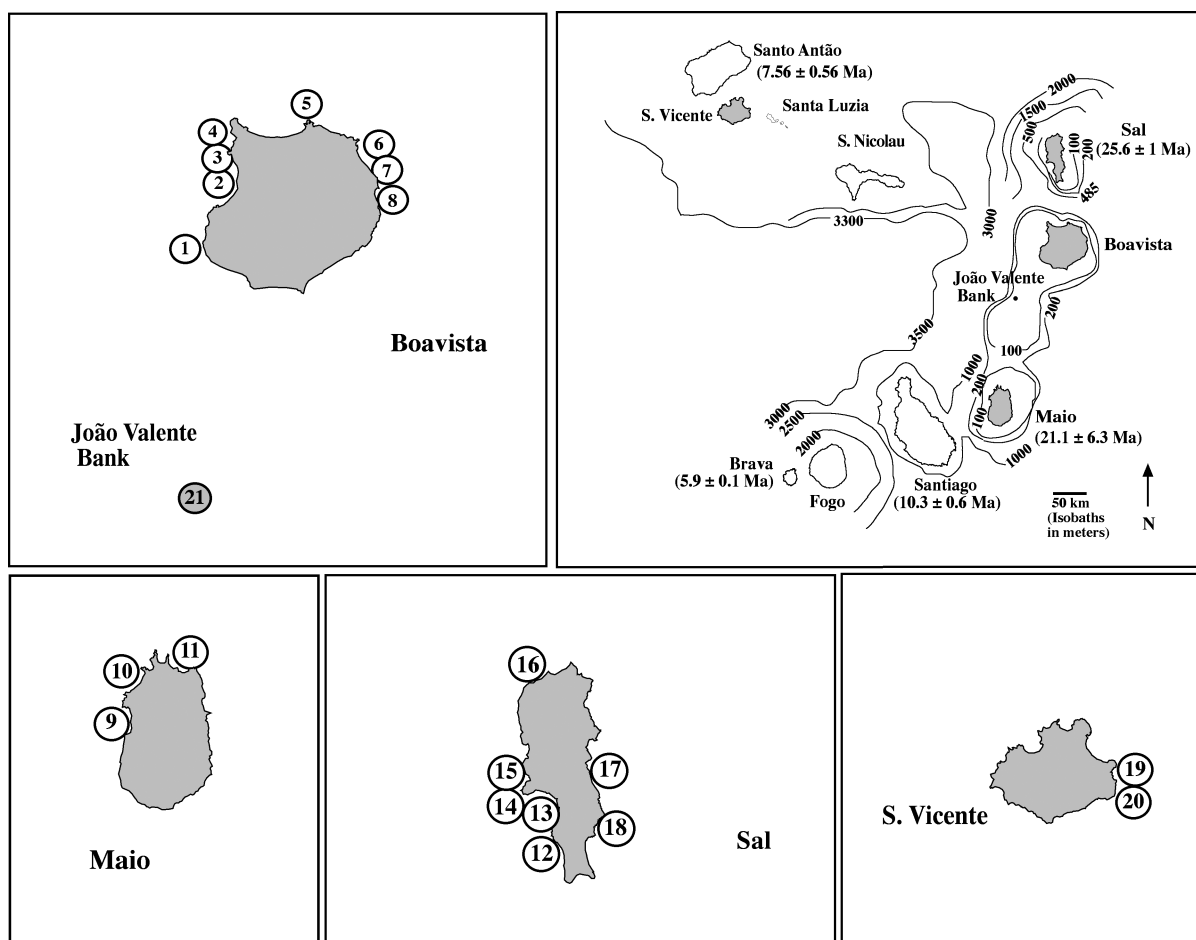 5
4
6
3
7
2
8
1
Boavista
João Valente
Bank
21
Santo Antão
(7.56 ± 0.56 Ma)
S. Vicente
Santa Luzia
S. Nicolau
2000
1500
500
Sal
100
200
(25.6 ± 1 Ma)
485
3300
3000
Boavista
João Valente
Bank
200
3500
100
1000
200
100
Maio
(21.1 ± 6.3 Ma)
1000
3000
2500
2000
Brava
(5.9 ± 0.1 Ma)
Fogo
Santiago
(10.3 ± 0.6 Ma)
50 km
(Isobaths
in meters)
N
11
10
9
Maio
16
15
17
14
13
18
12
Sal
19
20
S. Vicente